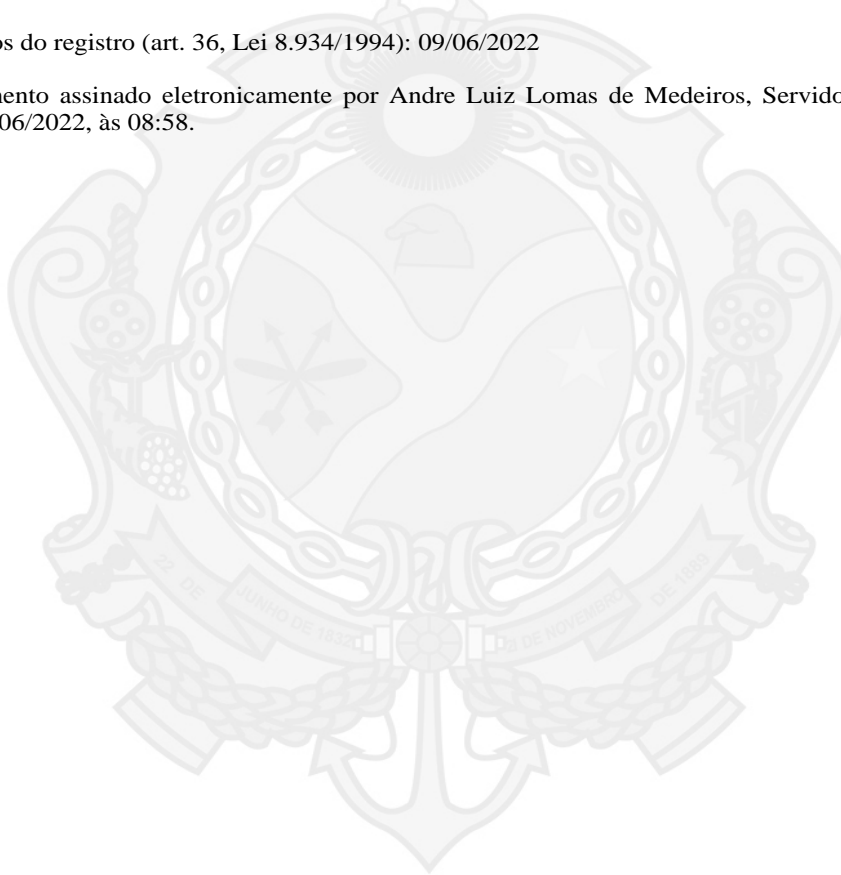 os do registro (art. 36, Lei 8.934/1994): 09/06/2022
ento assinado eletronicamente por Andre Luiz Lomas de Medeiros, Servido
06/2022, às 08:58.
22 DE
JUNHO DE 1832
DE NOVEMBRO
DE 1889